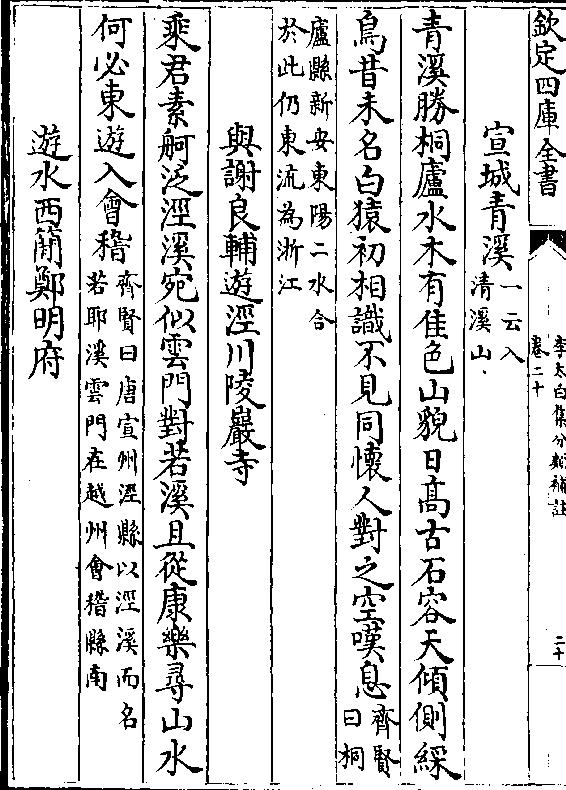 欽定四庫全書
李太白集分類補註
卷二十
二十
宣城青溪一云入清溪山
青溪勝桐廬水木有佳色山貌日髙古石容天傾側綵
鳥昔未名白猿初相識不見同懷人對之空嘆息齊賢曰桐
廬縣新安東陽二水合於此仍東流為浙江
與謝良輔遊涇川陵巖寺
乘君素舸泛涇溪宛似雲門對若溪且從康樂尋山水
何必東遊入會稽齊賢曰唐宣州涇縣以涇溪而名若耶溪雲門在越州會稽縣南
遊水西簡鄭明府